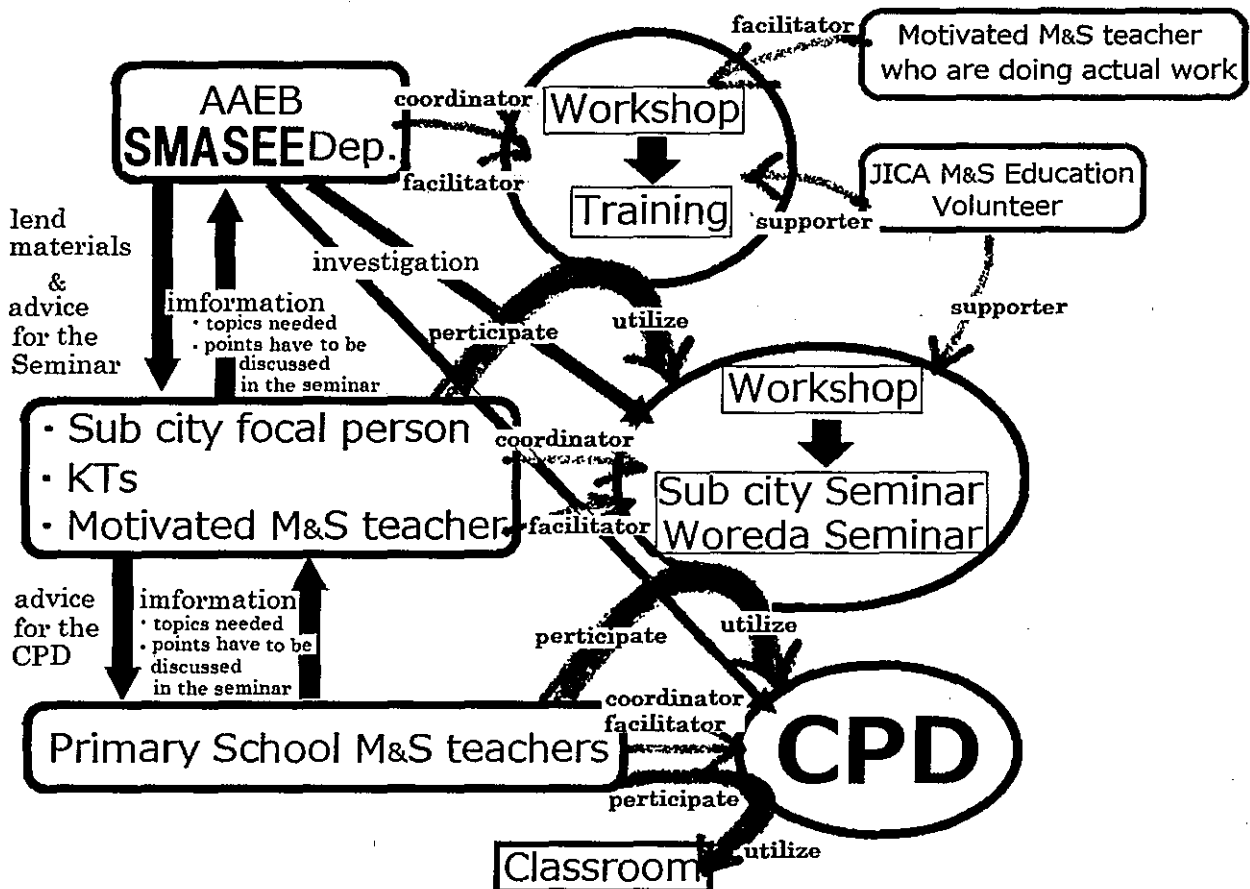 facilitator
Motivated M&S teacher
who are doing actual work
AAEB
SMASEE Dep.
coordinator
facilitator
Workshop
Training
JICA M&S Education
Volunteer
supporter
supporter
lend
materials
&
advice
for the
Seminar
imformation
・topics needed
・points have to be
discussed
in the seminar
investigation
perticipate
utilize
・Sub city focal person
・KTs
・Motivated M&S teacher
coordinator
facilitator
Workshop
Sub city Seminar
Woreda Seminar
advice
for the
CPD
imformation
・topics needed
・points have to be
discussed
in the seminar
perticipate
utilize
Primary School M&S teachers
coordinator
facilitator
perticipate
CPD
utilize
Classroom